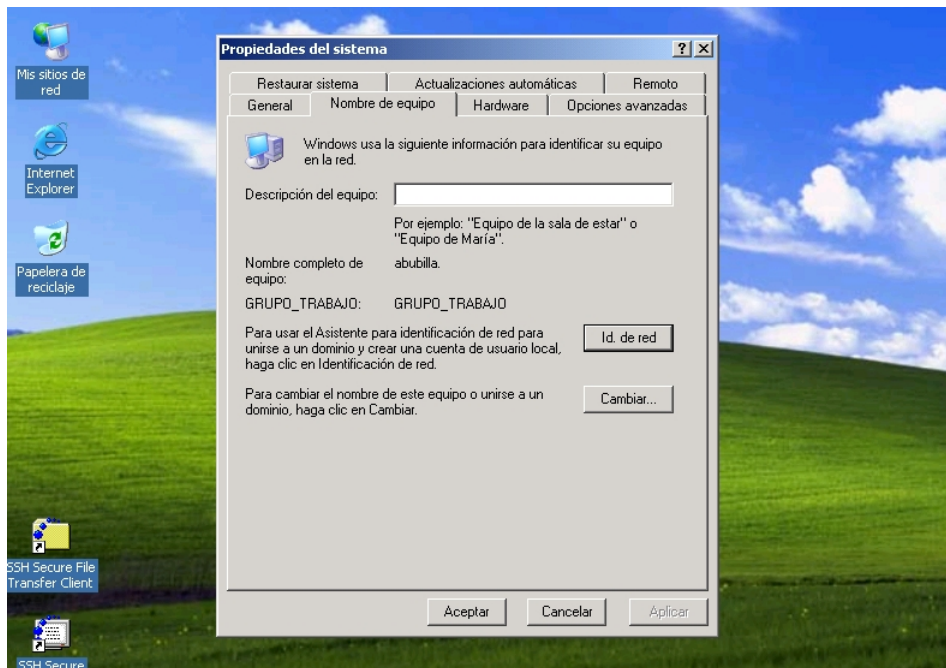 Mis sitios de
red
Internet
Explorer
Papelera de
reciclaje
SSH Secure File
Transfer Client
SSH Secure
Propiedades del sistema
Restaurar sistema
Actualizaciones automáticas
Remoto
General
Nombre de equipo
Hardware
Opciones avanzadas
Windows usa la siguiente información para identificar su equipo
en la red.
Descripción del equipo:
Por ejemplo: "Equipo de la sala de estar" o
"Equipo de María".
Nombre completo de
equipo:
abubilla.
GRUPO_TRABAJO:
GRUPO_TRABAJO
Para usar el Asistente para identificación de red para
unirse a un dominio y crear una cuenta de usuario local,
haga clic en Identificación de red.
Id. de red
Para cambiar el nombre de este equipo o unirse a un
dominio, haga clic en Cambiar.
Cambiar...
Aceptar
Cancelar
Aplicar